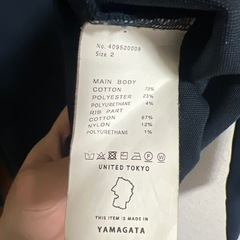 No. 409520008
Size 2
MAIN BODY
COTTON 73%
POLYESTER 23%
POLYURETHANE 4%
RIB PART
COTTON 87%
NYLON 12%
POLYURETHANE 1%
UNITED TOKYO
THIS ITEM IS MADE IN
YAMAGATA